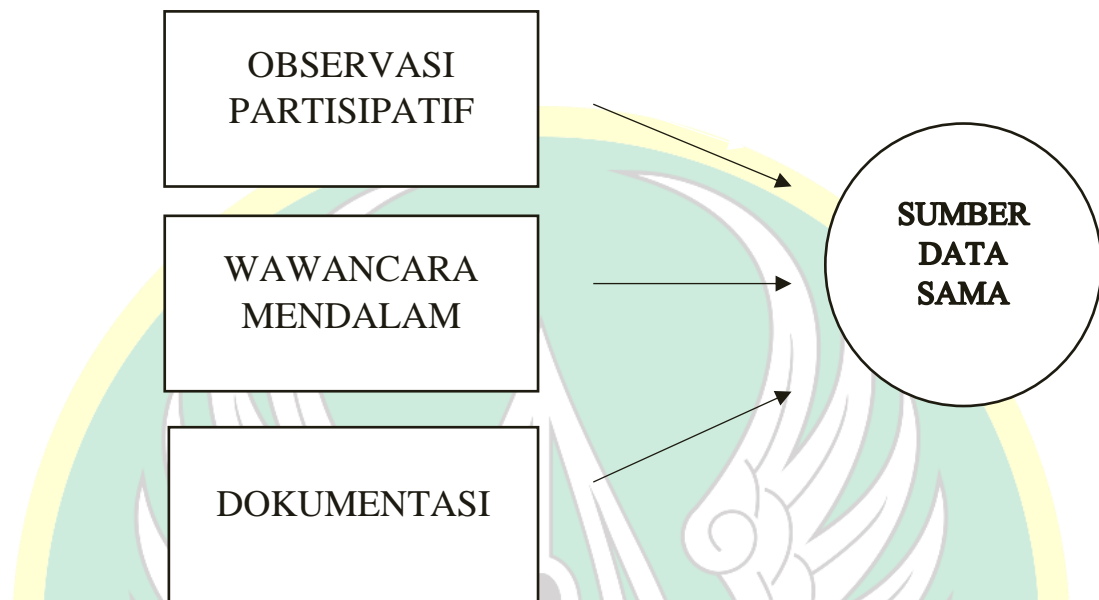 OBSERVASI
PARTISIPATIF
WAWANCARA
MENDALAM
DOKUMENTASI
SUMBER
DATA
SAMA